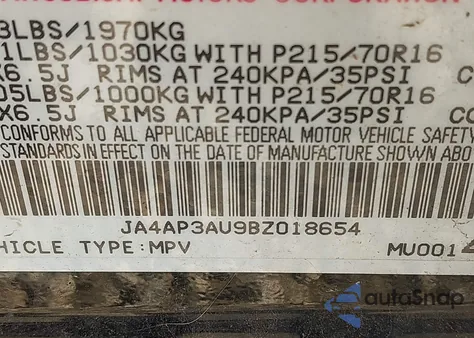 3LBS/1970KG
1LBS/1030KG WITH P215/70R16
X6.5J RIMS AT 240KPA/35PSI
05LBS/1000KG WITH P215/70R16
X6.5J RIMS AT 240KPA/35PSI
CONFORMS TO ALL APPLICABLE FEDERAL MOTOR VEHICLE SAFETY
STANDARDS IN EFFECT ON THE DATE OF MANUFACTURE SHOWN ABO
JA4AP3AU9BZ018654
HICLE TYPE:MPV MU001
autoSnap